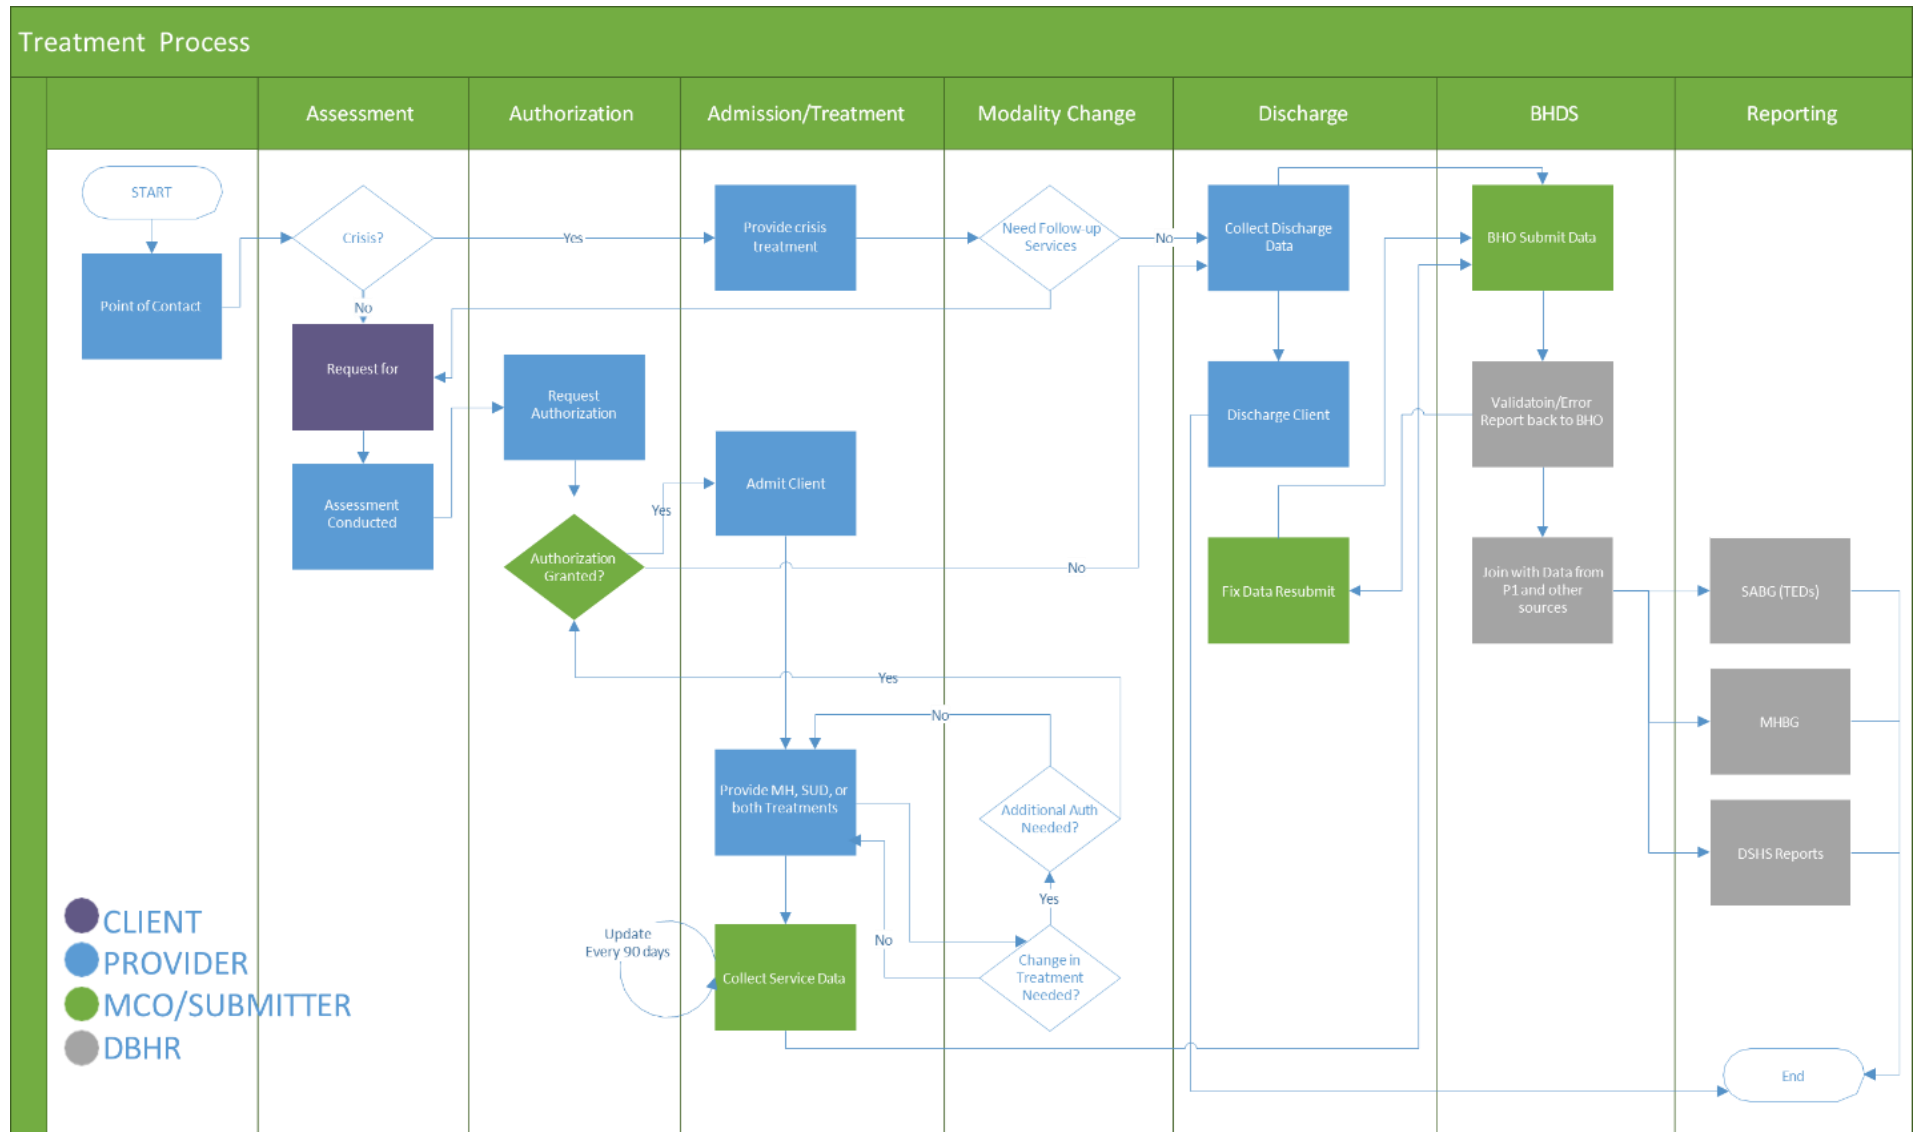 Treatment Process
Assessment
Authorization
Admission/Treatment
Modality Change
Discharge
BHDS
Reporting
START
Point of Contact
Crisis?
Yes
No
Request for
Assessment
Conducted
Request
Authorization
Authorization
Granted?
Yes
No
Provide crisis
treatment
Admit Client
Need Follow-up
Services
No
Yes
No
Provide MH, SUD, or
both Treatments
Additional Auth
Needed?
Yes
No
Change in
Treatment
Needed?
Update
Every 90 days
Collect Service Data
Collect Discharge
Data
Discharge Client
Fix Data Resubmit
BHO Submit Data
Validatoin/Error
Report back to BHO
Join with Data from
P1 and other
sources
SABG (TEDs)
MHBG
DSHS Reports
End
CLIENT
PROVIDER
MCO/SUBMITTER
DBHR